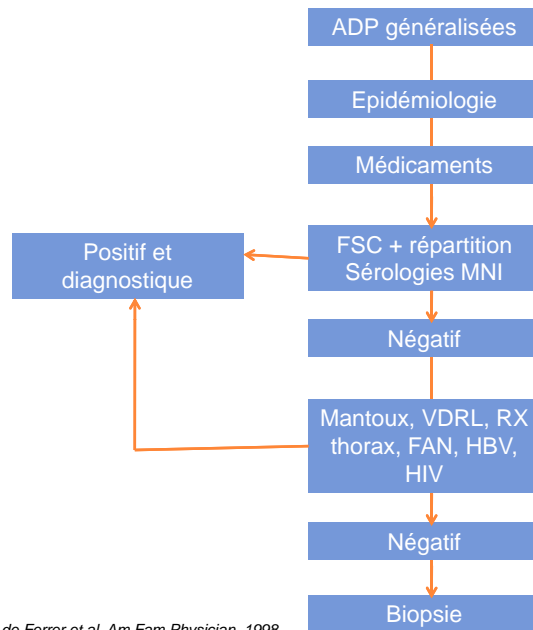 ADP généralisées
Epidémiologie
Médicaments
FSC + répartition
Sérologies MNI
Positif et
diagnostique
Négatif
Mantoux, VDRL, RX
thorax, FAN, HBV,
HIV
Négatif
Biopsie
de Ferrer et al, Am Fam Physician, 1998